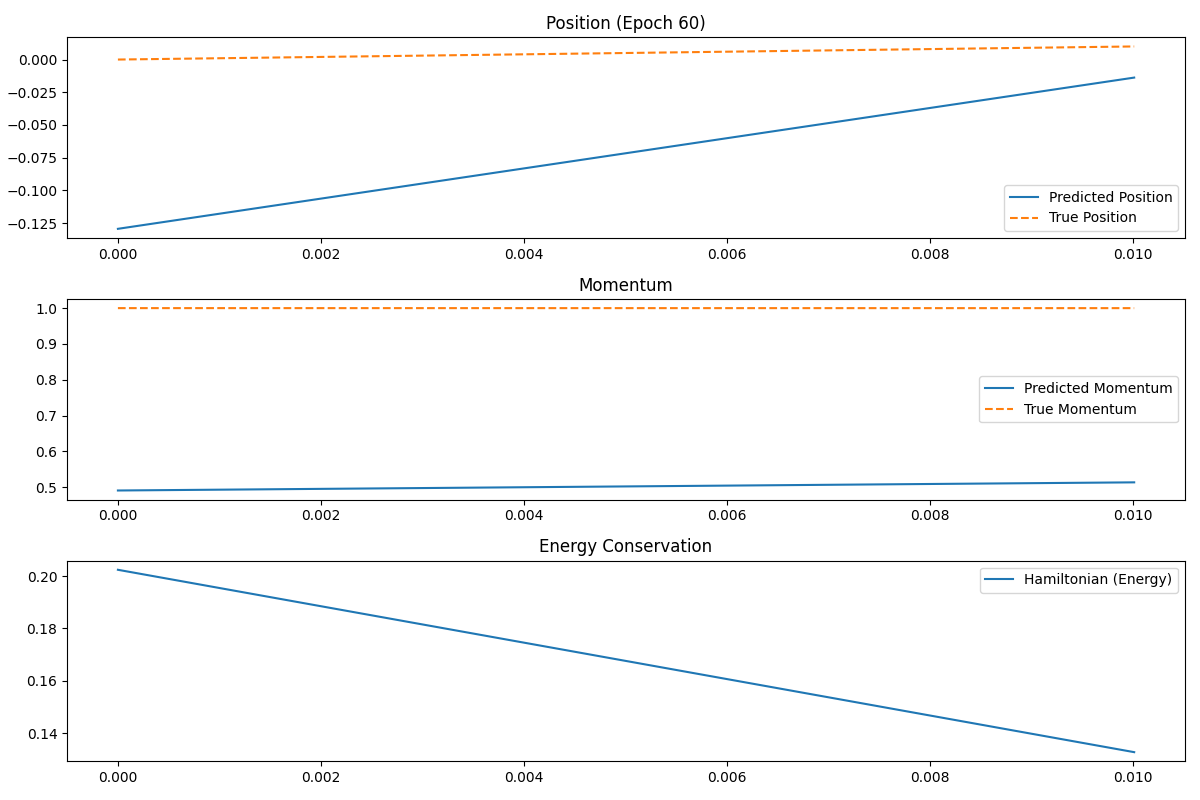 Position (Epoch 60)
0.000
−0.025
−0.050
−0.075
−0.100
−0.125
Predicted Position
True Position
0.000 0.002 0.004 0.006 0.008 0.010
Momentum
1.0
0.9
0.8
0.7
0.6
0.5
Predicted Momentum
True Momentum
0.000 0.002 0.004 0.006 0.008 0.010
Energy Conservation
0.20
0.18
0.16
0.14
Hamiltonian (Energy)
0.000 0.002 0.004 0.006 0.008 0.010